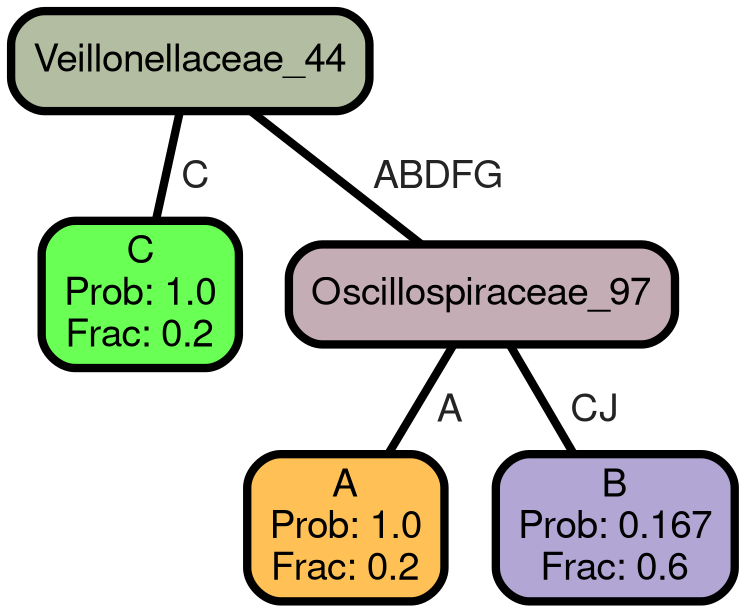 Veillonellaceae_44
C
ABDFG
C
Prob: 1.0
Frac: 0.2
Oscillospiraceae_97
A
CJ
A
Prob: 1.0
Frac: 0.2
B
Prob: 0.167
Frac: 0.6